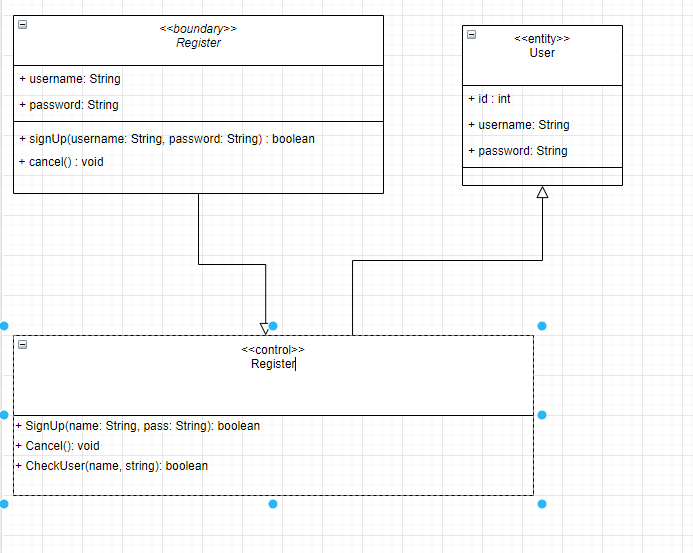 <<boundary>>
Register
+ username: String
+ password: String
+ signUp(username: String, password: String) : boolean
+ cancel() : void
<<entity>>
User
+ id : int
+ username: String
+ password: String
<<control>>
Register
+ SignUp(name: String, pass: String): boolean
+ Cancel(): void
+ CheckUser(name, string): boolean